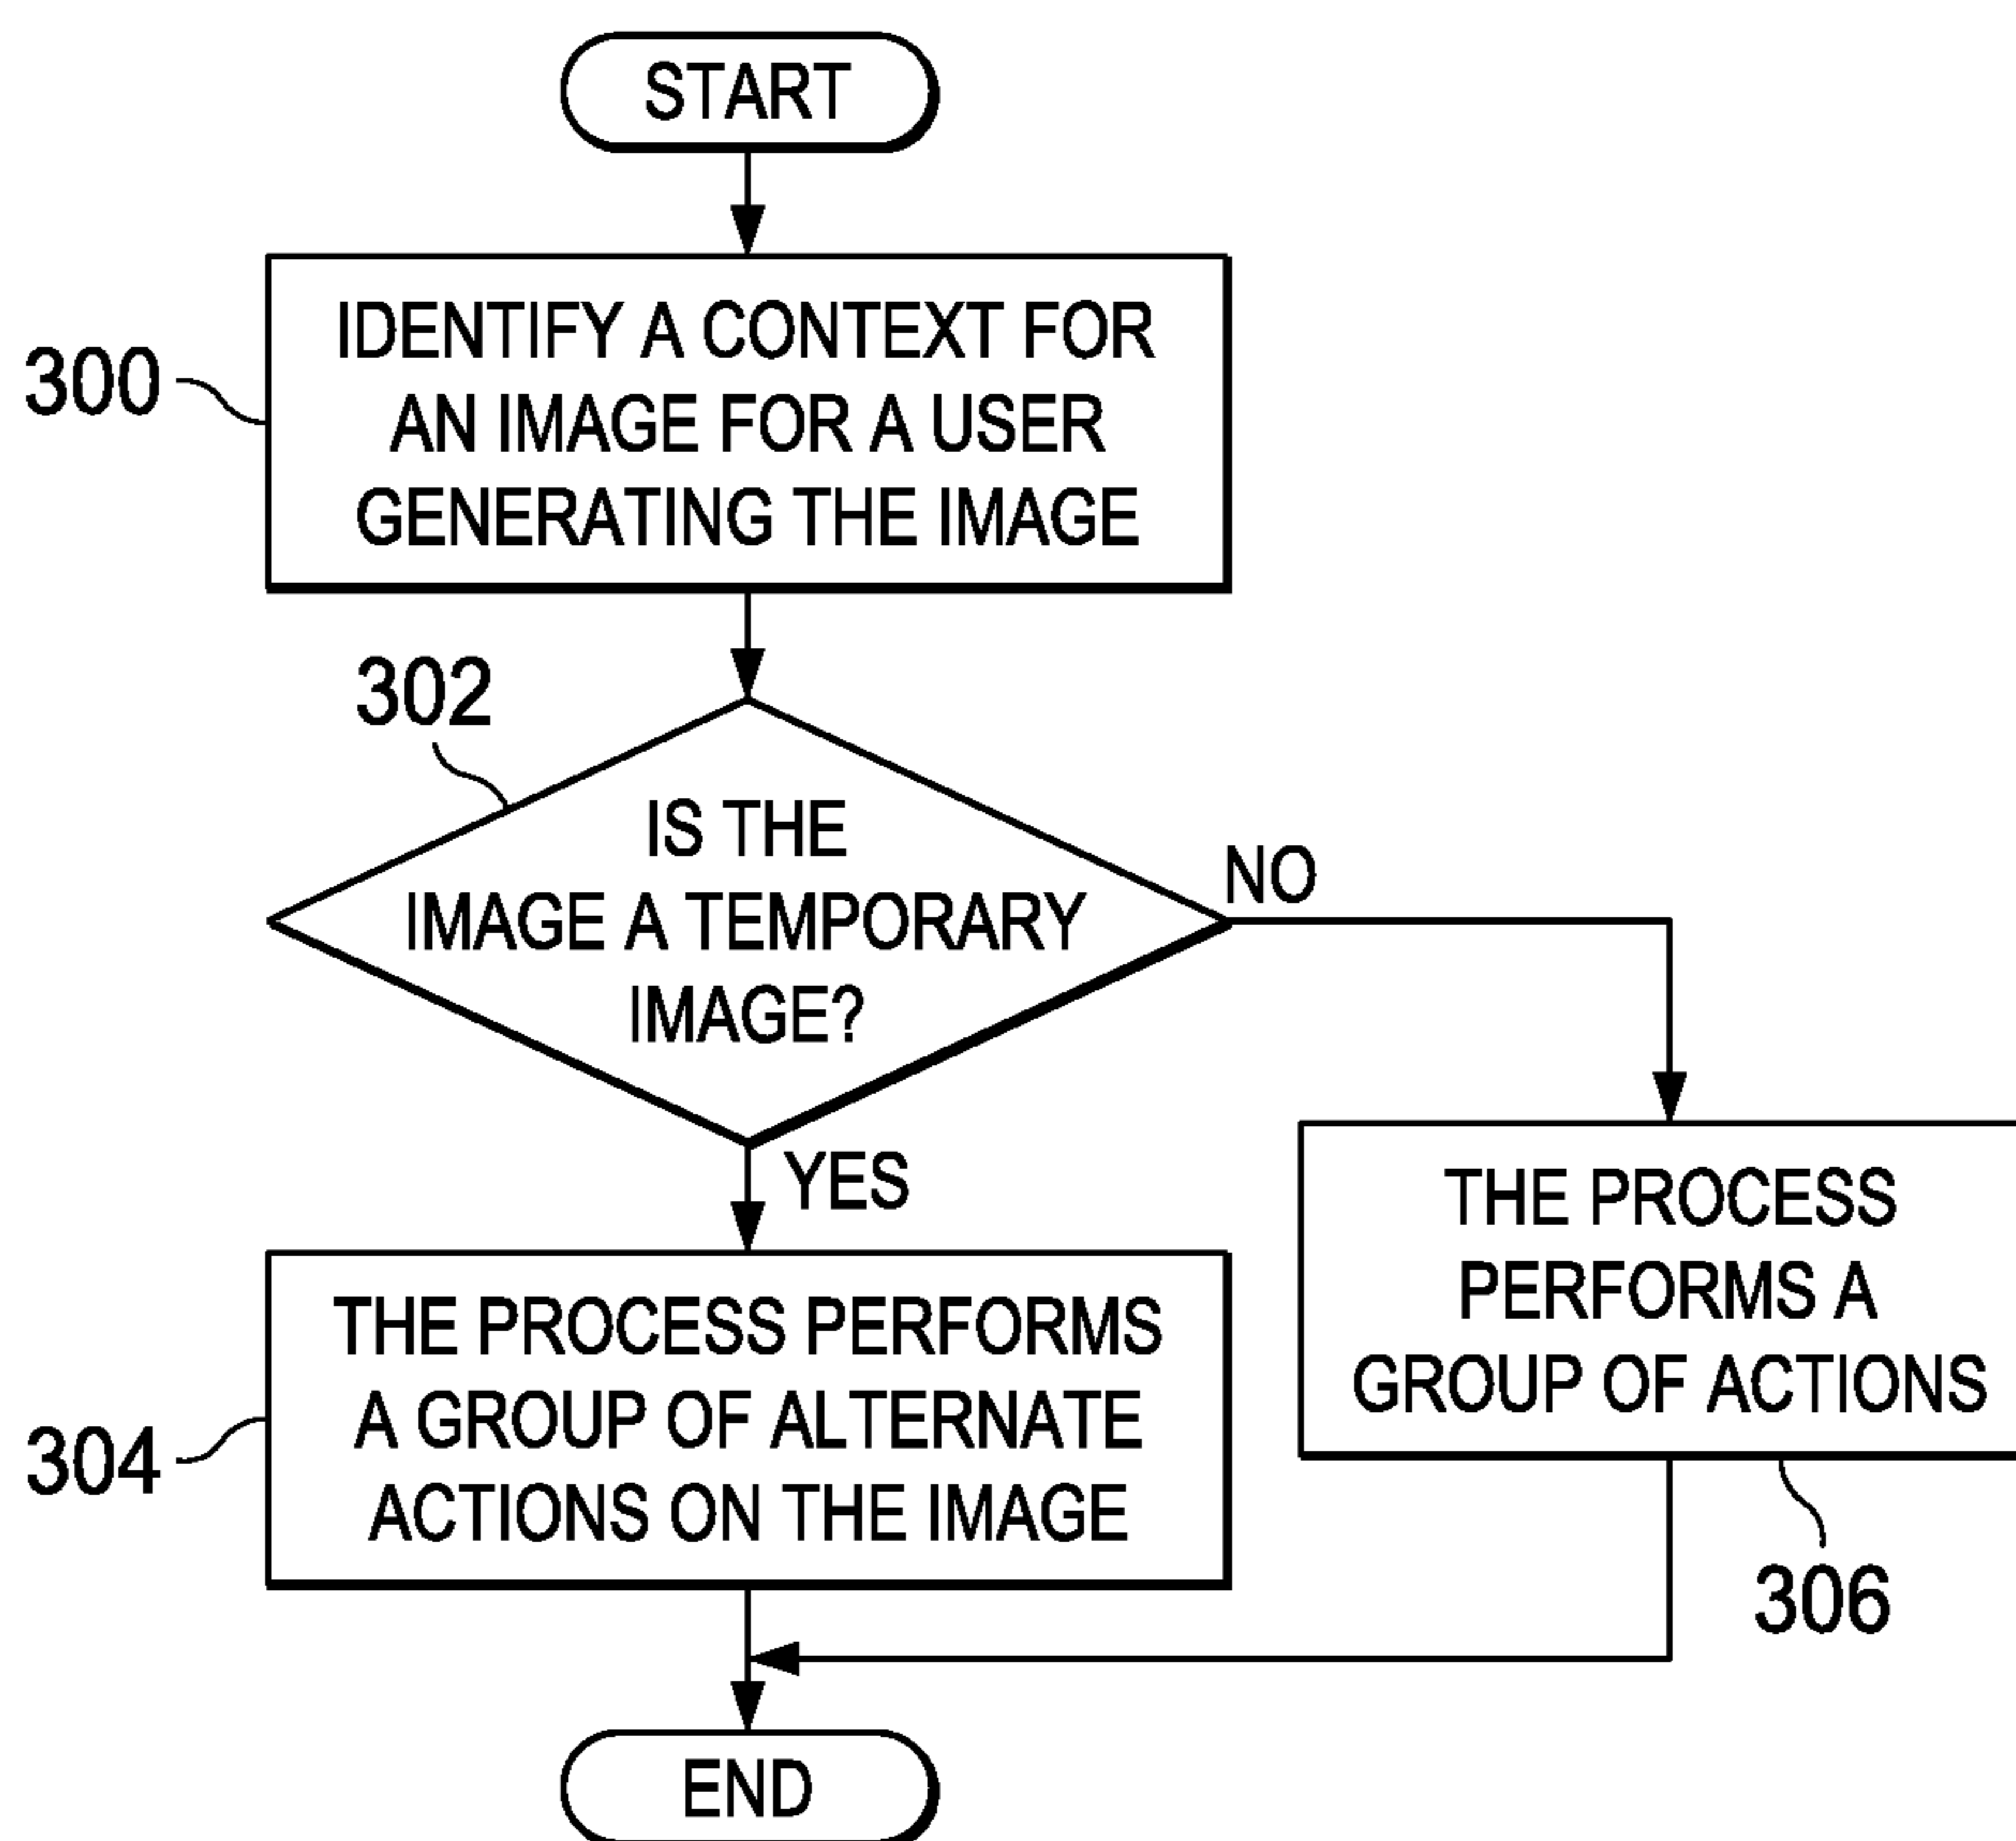 START
300
IDENTIFY A CONTEXT FOR
AN IMAGE FOR A USER
GENERATING THE IMAGE
302
IS THE
IMAGE A TEMPORARY
IMAGE?
NO
YES
THE PROCESS
PERFORMS A
GROUP OF ACTIONS
306
304
THE PROCESS PERFORMS
A GROUP OF ALTERNATE
ACTIONS ON THE IMAGE
END